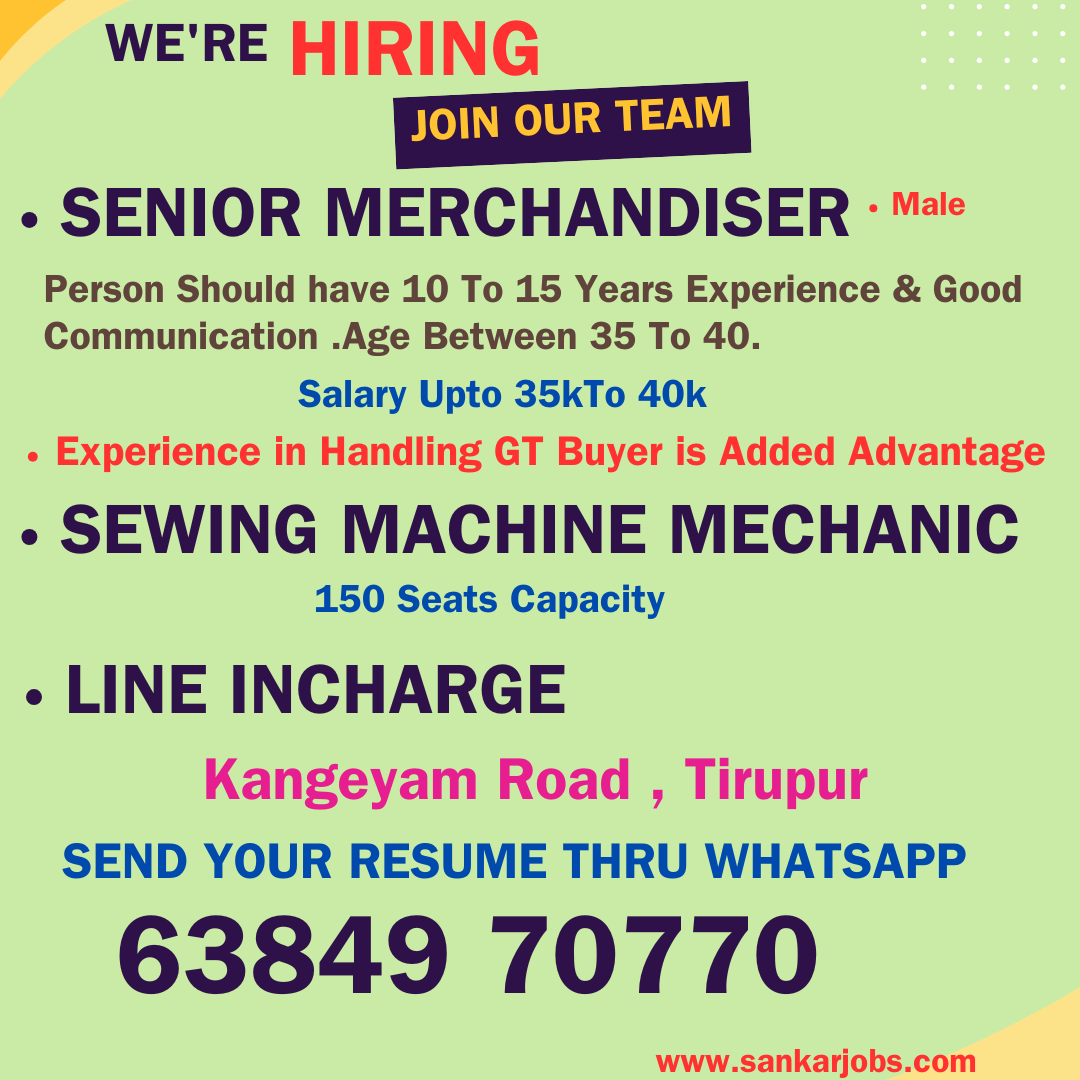 WE'RE HIRING
JOIN OUR TEAM
• SENIOR MERCHANDISER • Male
Person Should have 10 To 15 Years Experience & Good
Communication .Age Between 35 To 40.
Salary Upto 35kTo 40k
• Experience in Handling GT Buyer is Added Advantage
• SEWING MACHINE MECHANIC
150 Seats Capacity
• LINE INCHARGE
Kangeyam Road , Tirupur
SEND YOUR RESUME THRU WHATSAPP
63849 70770
www.sankarjobs.com